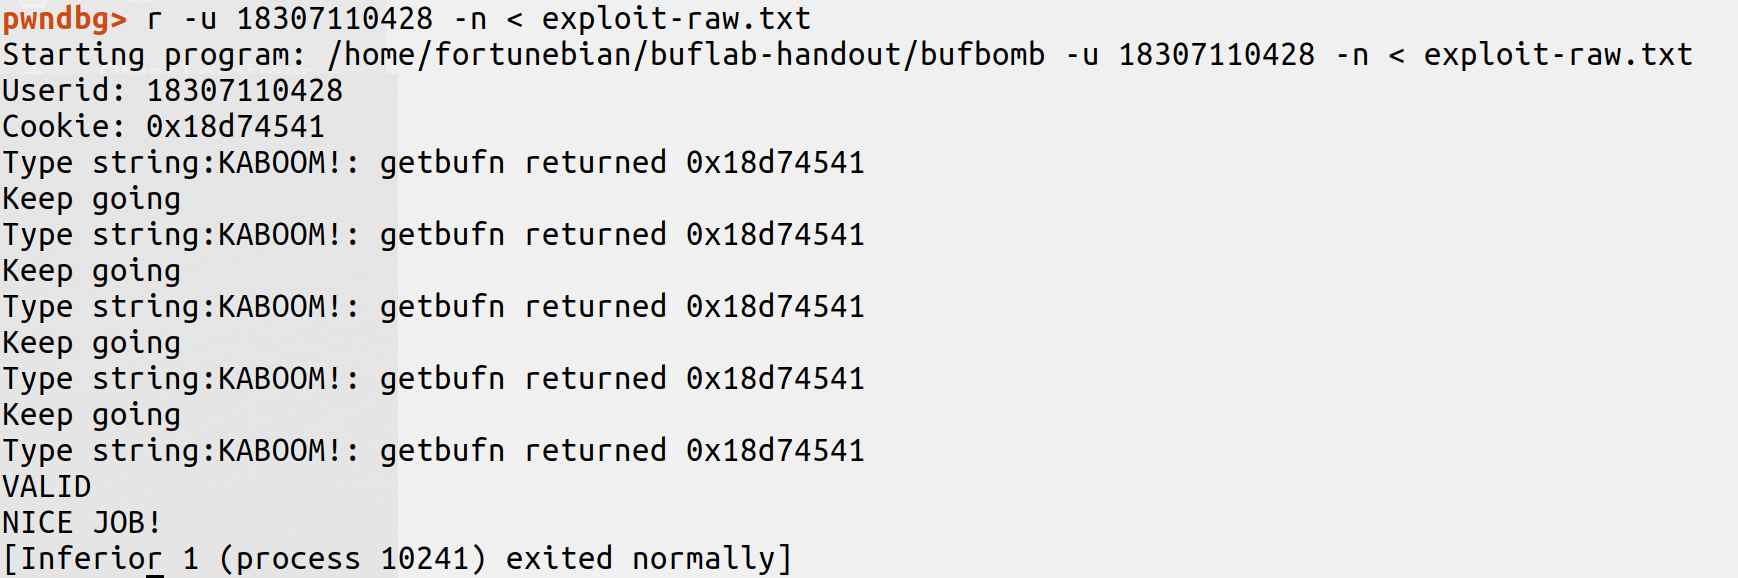 pwndbg> r -u 18307110428 -n < exploit-raw.txt
Starting program: /home/fortunebian/buflab-handout/bufbomb -u 18307110428 -n < exploit-raw.txt
Userid: 18307110428
Cookie: 0x18d74541
Type string:KABOOM!: getbufn returned 0x18d74541
Keep going
Type string:KABOOM!: getbufn returned 0x18d74541
Keep going
Type string:KABOOM!: getbufn returned 0x18d74541
Keep going
Type string:KABOOM!: getbufn returned 0x18d74541
Keep going
Type string:KABOOM!: getbufn returned 0x18d74541
VALID
NICE JOB!
[Inferior 1 (process 10241) exited normally]